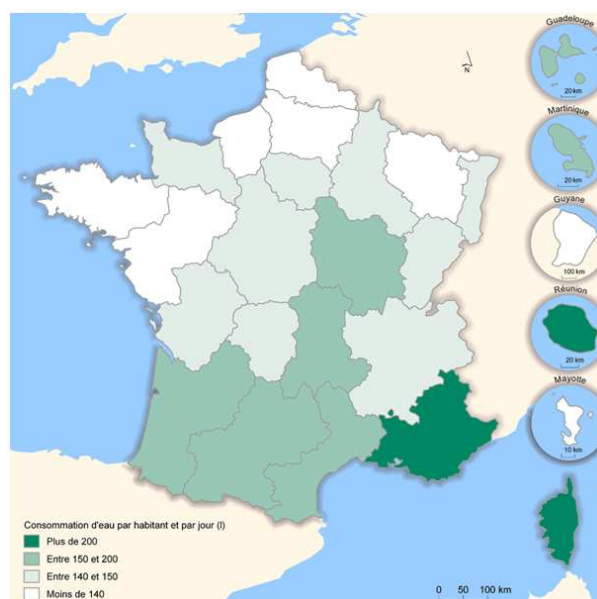 Guadeloupe
20 km
Martinique
20 km
Guyane
100 km
Réunion
20 km
Mayotte
10 km
N
Consommation d'eau par habitant et par jour (l)
Plus de 200
Entre 150 et 200
Entre 140 et 150
Moins de 140
0 50 100 km